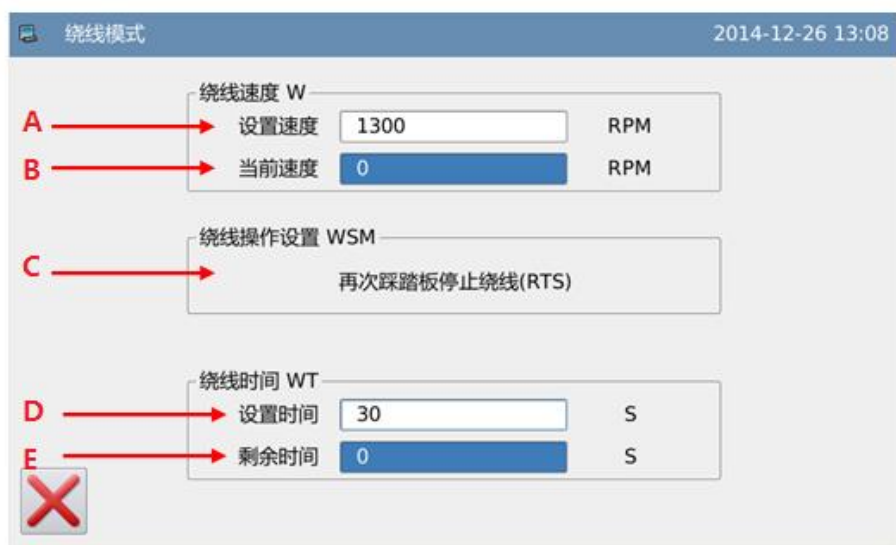 绕线模式 2014-12-26 13:08
绕线速度 W
A 设置速度 1300 RPM
B 当前速度 0 RPM
绕线操作设置 WSM
C 再次踩踏板停止绕线(RTS)
绕线时间 WT
D 设置时间 30 S
E 剩余时间 0 S